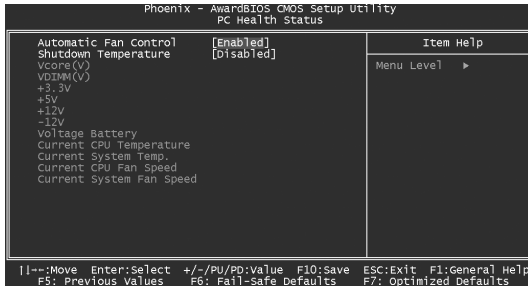 Phoenix - AwardBIOS CMOS Setup Utility
PC Health Status
Automatic Fan Control [Enabled]
Shutdown Temperature [Disabled]
Vcore(V)
VDIMM(V)
+3.3V
+5V
+12V
-12V
Voltage Battery
Current CPU Temperature
Current System Temp.
Current CPU Fan Speed
Current System Fan Speed
Item Help
Menu Level ▶
↑↓→←:Move Enter:Select +/-/PU/PD:Value F10:Save ESC:Exit F1:General Help
F5: Previous Values F6: Fail-Safe Defaults F7: Optimized Defaults